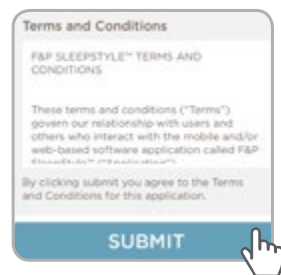 Terms and Conditions
F&P SLEEPSTYLE™ TERMS AND
CONDITIONS
These terms and conditions ("Terms")
govern our relationship with users and
others who interact with the mobile and/or
web-based software application called F&P
SleepStyle™ ("Application")
By clicking submit you agree to the Terms
and Conditions for this application.
SUBMIT